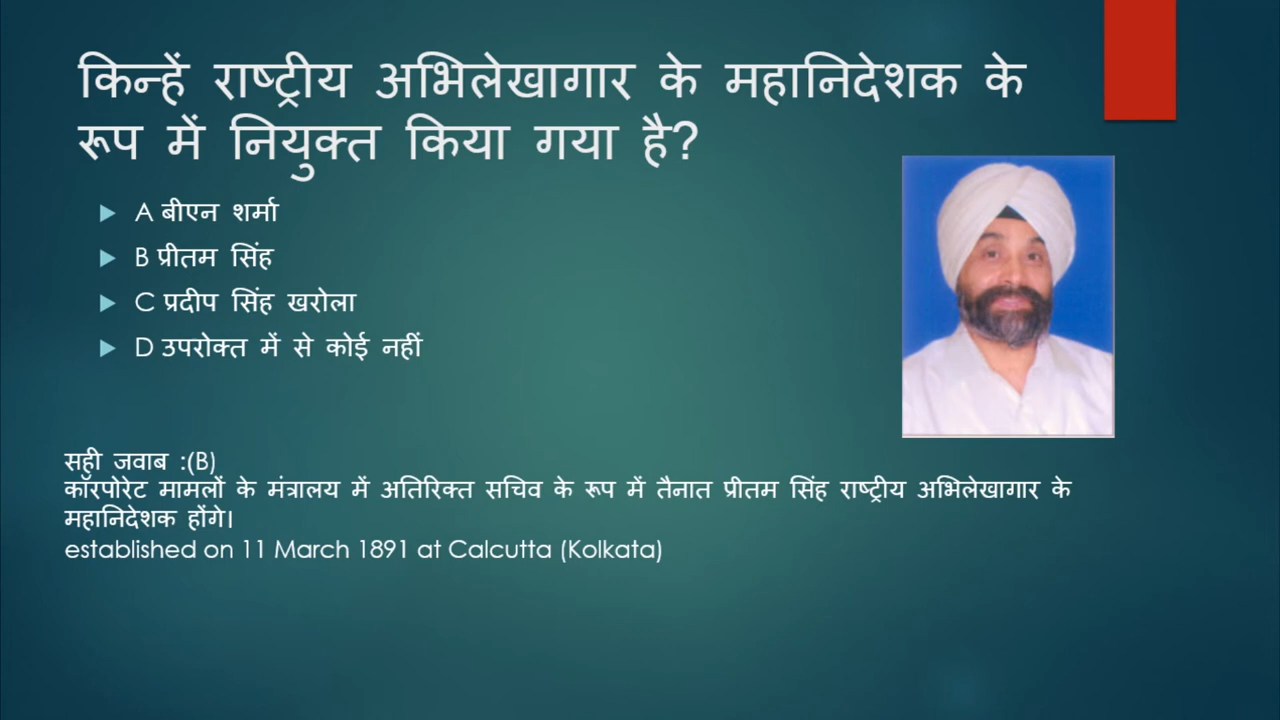 किन्हें राष्ट्रीय अभिलेखागार के महानिदेशक के
रूप में नियुक्त किया गया है?
A बीएन शर्मा
B प्रीतम सिंह
C प्रदीप सिंह खरोला
D उपरोक्त में से कोई नहीं
सही जवाब :(B)
कॉरपोरेट मामलों के मंत्रालय में अतिरिक्त सचिव के रूप में तैनात प्रीतम सिंह राष्ट्रीय अभिलेखागार के
महानिदेशक होंगे।
established on 11 March 1891 at Calcutta (Kolkata)